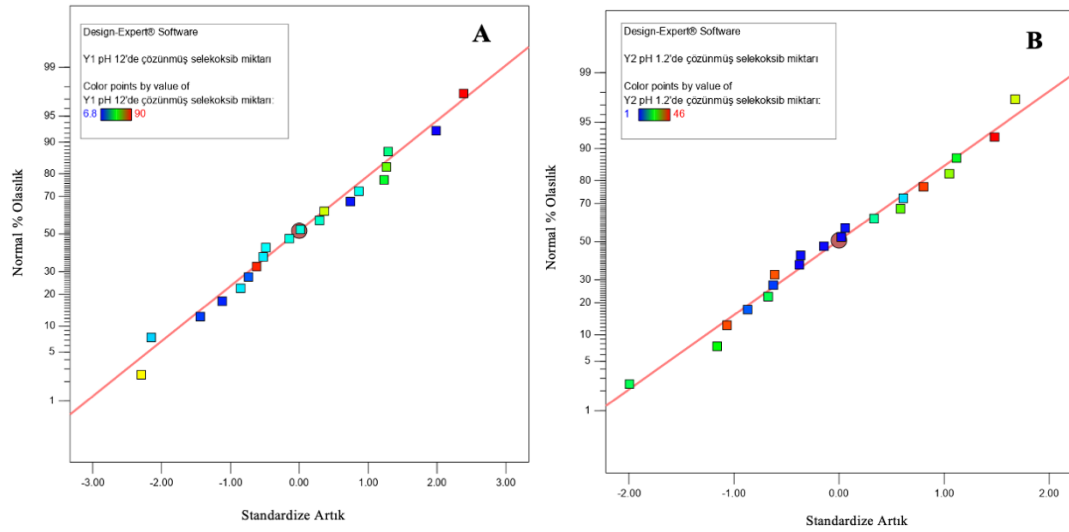 A
Design-Expert® Software
Y1 pH 12'de çözünmüş selekoksib miktarı
Color points by value of
Y1 pH 12'de çözünmüş selekoksib miktarı:
6.8 90
Normal % Olasılık
99
95
90
80
70
50
30
20
10
5
1
-3.00 -2.00 -1.00 0.00 1.00 2.00 3.00
Standardize Artık
B
Design-Expert® Software
Y2 pH 1.2'de çözünmüş selekoksib miktarı
Color points by value of
Y2 pH 1.2'de çözünmüş selekoksib miktarı:
1 46
Normal % Olasılık
99
95
90
80
70
50
30
20
10
5
1
-2.00 -1.00 0.00 1.00 2.00
Standardize Artık